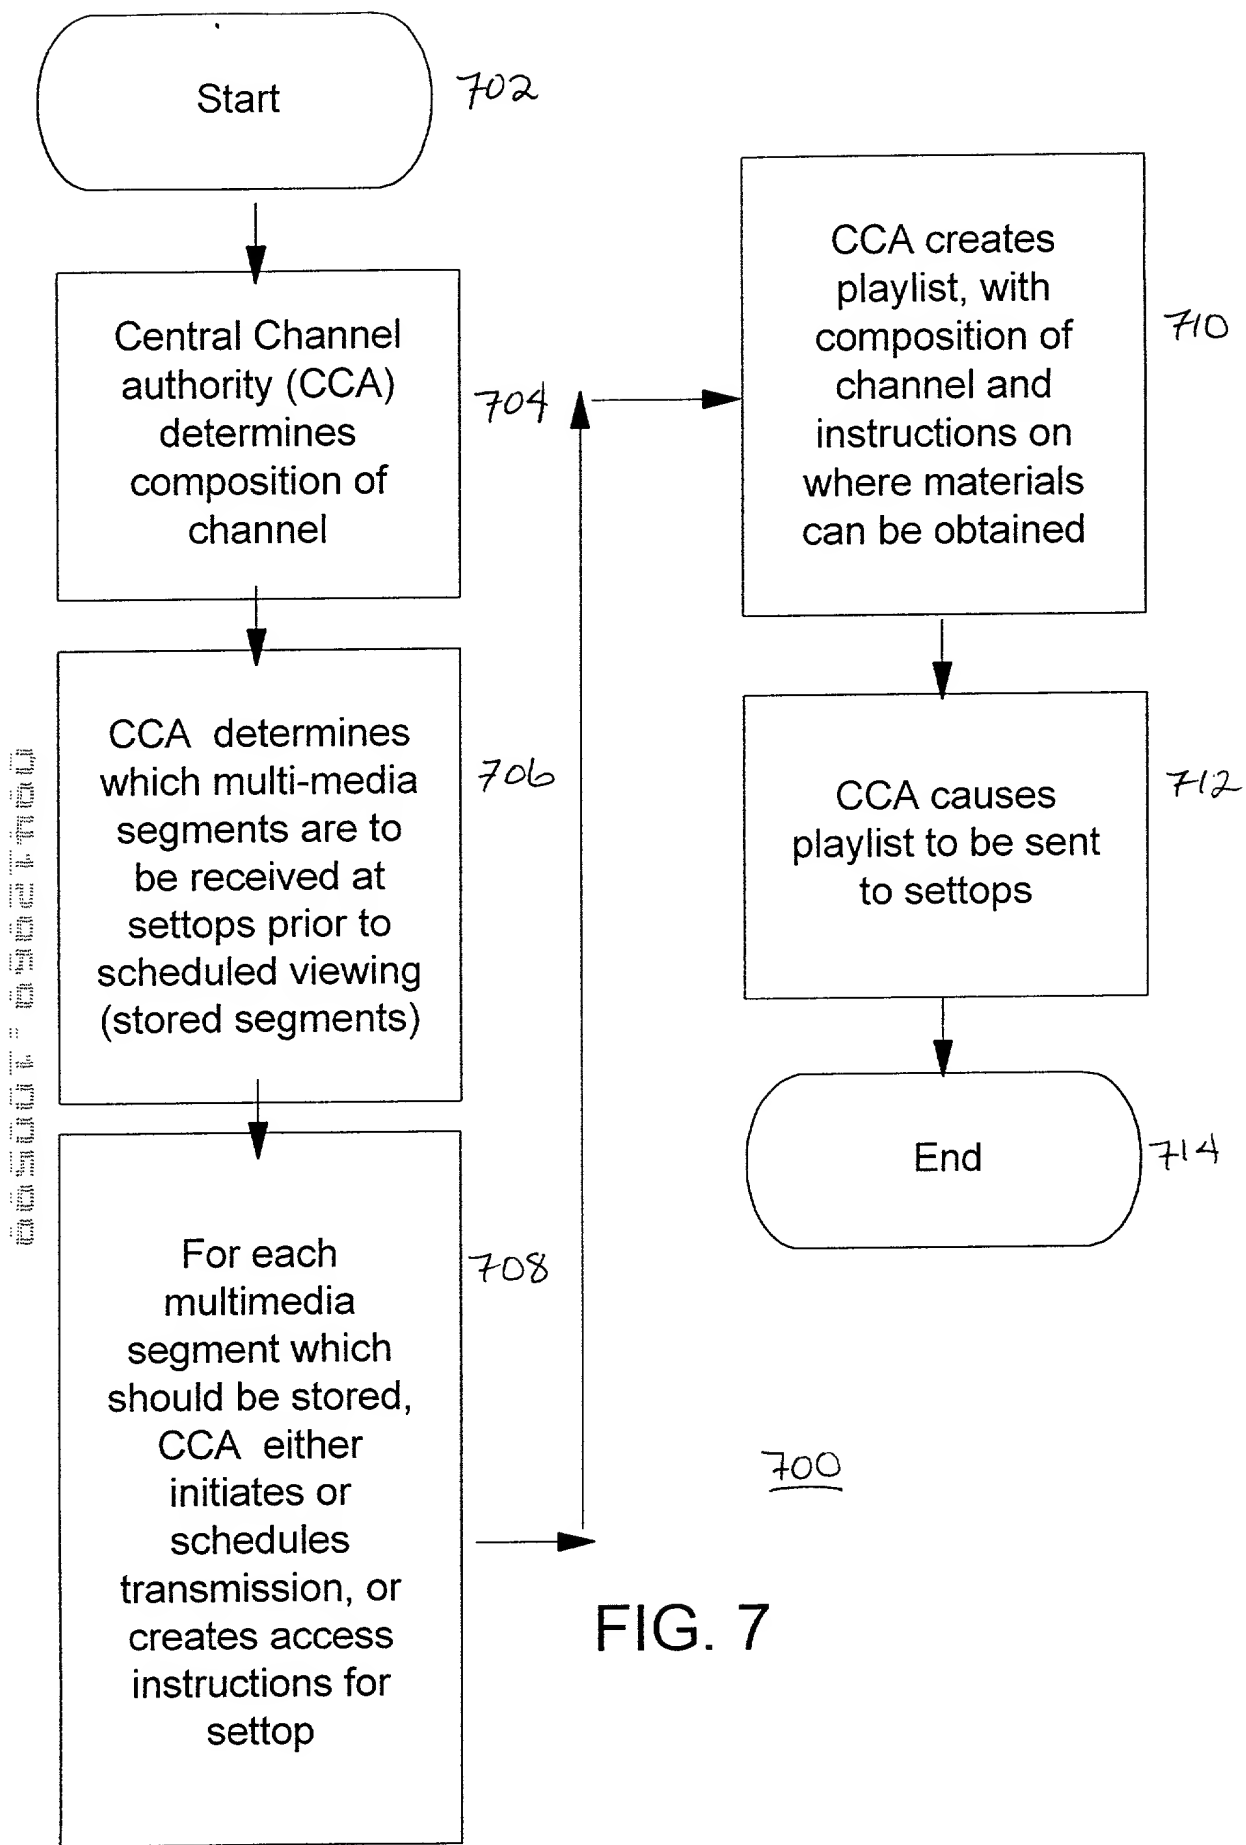 Start
702
Central Channel
authority (CCA)
determines
composition of
channel
704
CCA determines
which multi-media
segments are to
be received at
settops prior to
scheduled viewing
(stored segments)
706
For each
multimedia
segment which
should be stored,
CCA either
initiates or
schedules
transmission, or
creates access
instructions for
settop
708
CCA creates
playlist, with
composition of
channel and
instructions on
where materials
can be obtained
710
CCA causes
playlist to be sent
to settops
712
End
714
700
FIG. 7